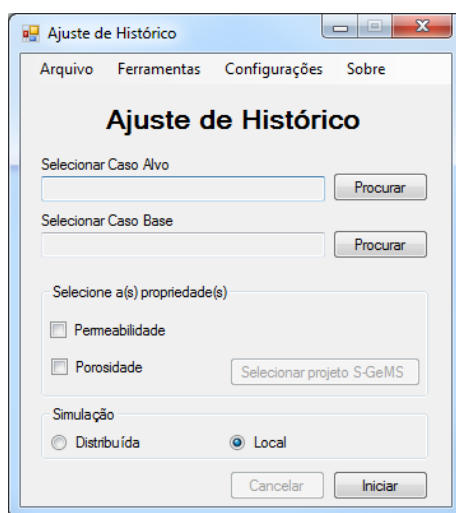 Ajuste de Histórico
Arquivo Ferramentas Configurações Sobre
Ajuste de Histórico
Selecionar Caso Alvo
Procurar
Selecionar Caso Base
Procurar
Selecione a(s) propriedade(s)
Permeabilidade
Porosidade Selecionar projeto S-GeMS
Simulação
Distribuída Local
Cancelar Iniciar